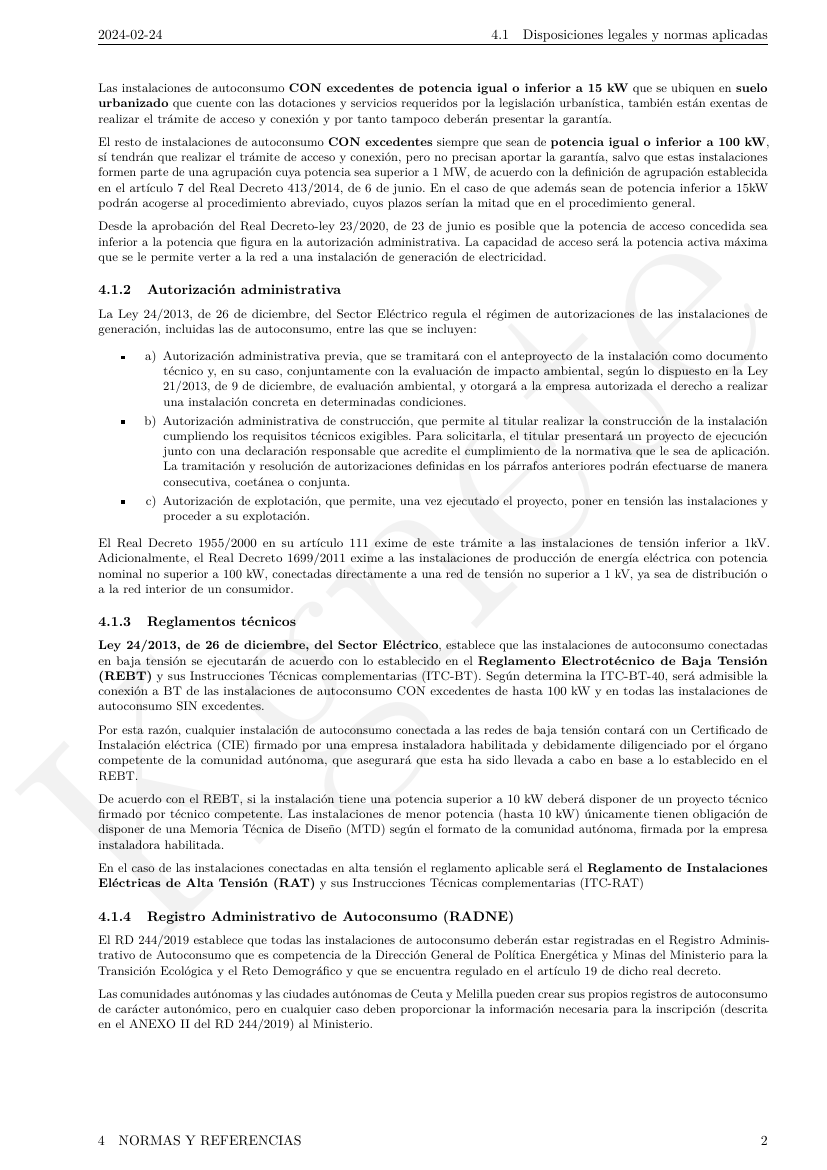 2024-02-24 4.1 Disposiciones legales y normas aplicadas
Las instalaciones de autoconsumo CON excedentes de potencia igual o inferior a 15 kW que se ubiquen en suelo
urbanizado que cuente con las dotaciones y servicios requeridos por la legislación urbanística, también están exentas de
realizar el trámite de acceso y conexión y por tanto tampoco deberán presentar la garantía.
El resto de instalaciones de autoconsumo CON excedentes siempre que sean de potencia igual o inferior a 100 kW,
sí tendrán que realizar el trámite de acceso y conexión, pero no precisan aportar la garantía, salvo que estas instalaciones
formen parte de una agrupación cuya potencia sea superior a 1 MW, de acuerdo con la definición de agrupación establecida
en el artículo 7 del Real Decreto 413/2014, de 6 de junio. En el caso de que además sean de potencia inferior a 15kW
podrán acogerse al procedimiento abreviado, cuyos plazos serían la mitad que en el procedimiento general.
Desde la aprobación del Real Decreto-ley 23/2020, de 23 de junio es posible que la potencia de acceso concedida sea
inferior a la potencia que figura en la autorización administrativa. La capacidad de acceso será la potencia activa máxima
que se le permite verter a la red a una instalación de generación de electricidad.
4.1.2 Autorización administrativa
La Ley 24/2013, de 26 de diciembre, del Sector Eléctrico regula el régimen de autorizaciones de las instalaciones de
generación, incluidas las de autoconsumo, entre las que se incluyen:
▪ a) Autorización administrativa previa, que se tramitará con el anteproyecto de la instalación como documento
técnico y, en su caso, conjuntamente con la evaluación de impacto ambiental, según lo dispuesto en la Ley
21/2013, de 9 de diciembre, de evaluación ambiental, y otorgará a la empresa autorizada el derecho a realizar
una instalación concreta en determinadas condiciones.
▪ b) Autorización administrativa de construcción, que permite al titular realizar la construcción de la instalación
cumpliendo los requisitos técnicos exigibles. Para solicitarla, el titular presentará un proyecto de ejecución
junto con una declaración responsable que acredite el cumplimiento de la normativa que le sea de aplicación.
La tramitación y resolución de autorizaciones definidas en los párrafos anteriores podrán efectuarse de manera
consecutiva, coetánea o conjunta.
▪ c) Autorización de explotación, que permite, una vez ejecutado el proyecto, poner en tensión las instalaciones y
proceder a su explotación.
El Real Decreto 1955/2000 en su artículo 111 exime de este trámite a las instalaciones de tensión inferior a 1kV.
Adicionalmente, el Real Decreto 1699/2011 exime a las instalaciones de producción de energía eléctrica con potencia
nominal no superior a 100 kW, conectadas directamente a una red de tensión no superior a 1 kV, ya sea de distribución o
a la red interior de un consumidor.
4.1.3 Reglamentos técnicos
Ley 24/2013, de 26 de diciembre, del Sector Eléctrico, establece que las instalaciones de autoconsumo conectadas
en baja tensión se ejecutarán de acuerdo con lo establecido en el Reglamento Electrotécnico de Baja Tensión
(REBT) y sus Instrucciones Técnicas complementarias (ITC-BT). Según determina la ITC-BT-40, será admisible la
conexión a BT de las instalaciones de autoconsumo CON excedentes de hasta 100 kW y en todas las instalaciones de
autoconsumo SIN excedentes.
Por esta razón, cualquier instalación de autoconsumo conectada a las redes de baja tensión contará con un Certificado de
Instalación eléctrica (CIE) firmado por una empresa instaladora habilitada y debidamente diligenciado por el órgano
competente de la comunidad autónoma, que asegurará que esta ha sido llevada a cabo en base a lo establecido en el
REBT.
De acuerdo con el REBT, si la instalación tiene una potencia superior a 10 kW deberá disponer de un proyecto técnico
firmado por técnico competente. Las instalaciones de menor potencia (hasta 10 kW) únicamente tienen obligación de
disponer de una Memoria Técnica de Diseño (MTD) según el formato de la comunidad autónoma, firmada por la empresa
instaladora habilitada.
En el caso de las instalaciones conectadas en alta tensión el reglamento aplicable será el Reglamento de Instalaciones
Eléctricas de Alta Tensión (RAT) y sus Instrucciones Técnicas complementarias (ITC-RAT)
4.1.4 Registro Administrativo de Autoconsumo (RADNE)
El RD 244/2019 establece que todas las instalaciones de autoconsumo deberán estar registradas en el Registro Adminis-
trativo de Autoconsumo que es competencia de la Dirección General de Política Energética y Minas del Ministerio para la
Transición Ecológica y el Reto Demográfico y que se encuentra regulado en el artículo 19 de dicho real decreto.
Las comunidades autónomas y las ciudades autónomas de Ceuta y Melilla pueden crear sus propios registros de autoconsumo
de carácter autonómico, pero en cualquier caso deben proporcionar la información necesaria para la inscripción (descrita
en el ANEXO II del RD 244/2019) al Ministerio.
4 NORMAS Y REFERENCIAS 2